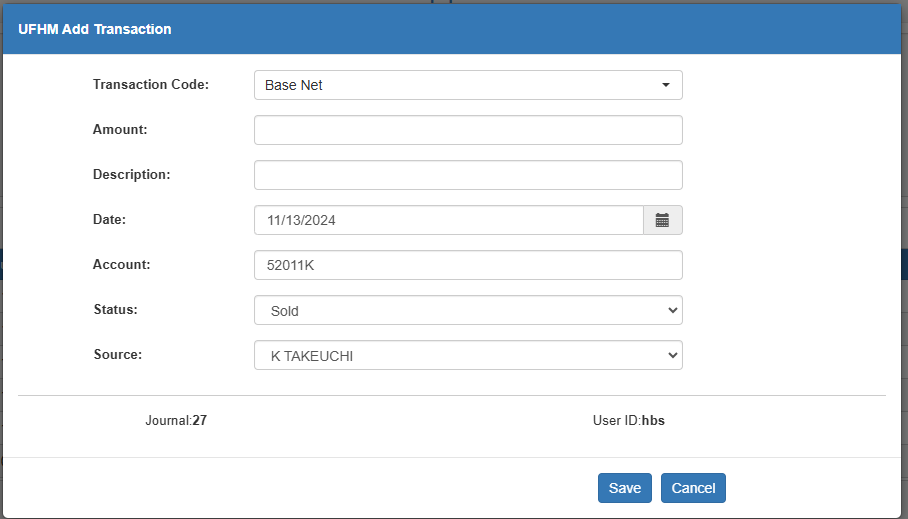 UFHM Add Transaction
Transaction Code: Base Net
Amount:
Description:
Date: 11/13/2024
Account: 52011K
Status: Sold
Source: K TAKEUCHI
Journal:27 User ID:hbs
Save Cancel